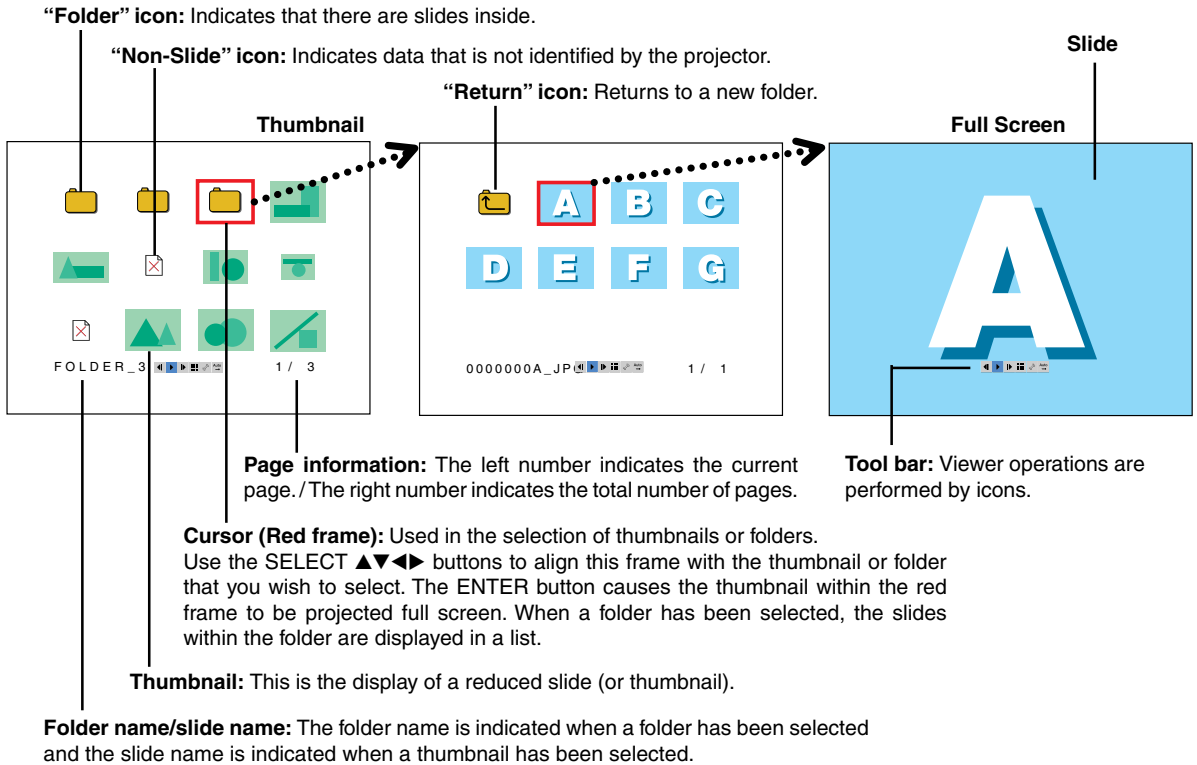 “Folder” icon: Indicates that there are slides inside.
“Non-Slide” icon: Indicates data that is not identified by the projector.
Slide
“Return” icon: Returns to a new folder.
Thumbnail
Full Screen
A B C
D E F G
A
FOLDER_3
1 / 3
0000000A_JP
1 / 1
Auto
Auto
Auto
Page information: The left number indicates the current
page. / The right number indicates the total number of pages.
Tool bar: Viewer operations are
performed by icons.
Cursor (Red frame): Used in the selection of thumbnails or folders.
Use the SELECT ▲▼◀▶ buttons to align this frame with the thumbnail or folder
that you wish to select. The ENTER button causes the thumbnail within the red
frame to be projected full screen. When a folder has been selected, the slides
within the folder are displayed in a list.
Thumbnail: This is the display of a reduced slide (or thumbnail).
Folder name/slide name: The folder name is indicated when a folder has been selected
and the slide name is indicated when a thumbnail has been selected.